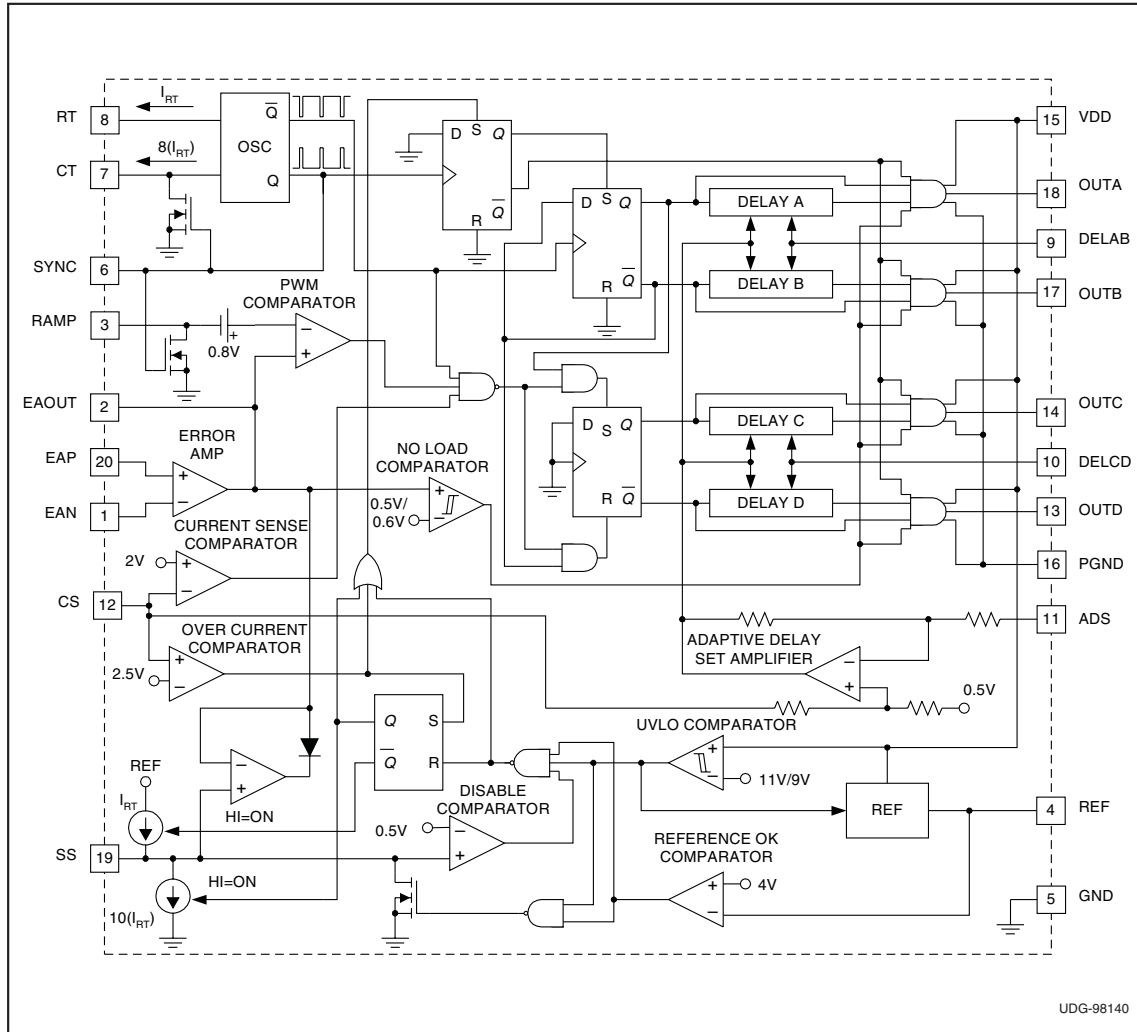 RT
8
I_RT
CT
7
8(I_RT)
OSC
Q̅
Q
SYNC
6
RAMP
3
+
0.8V
PWM
COMPARATOR
−
+
EAOUT
2
EAP
20
EAN
1
ERROR
AMP
+
−
CURRENT SENSE
COMPARATOR
2V
+
−
CS
12
OVER CURRENT
COMPARATOR
2.5V
+
−
NO LOAD
COMPARATOR
0.5V/
0.6V
+
−
D
S
Q
Q̅
R
D
S
Q
Q̅
R
D
S
Q
R
Q̅
DELAY A
DELAY B
DELAY C
DELAY D
15
VDD
18
OUTA
9
DELAB
17
OUTB
14
OUTC
10
DELCD
13
OUTD
16
PGND
11
ADS
ADAPTIVE DELAY
SET AMPLIFIER
−
+
0.5V
UVLO COMPARATOR
+
−
11V/9V
REF
4
REF
REFERENCE OK
COMPARATOR
+
−
4V
5
GND
Q
S
Q̅
R
DISABLE
COMPARATOR
0.5V
−
+
−
+
REF
I_RT
HI=ON
SS
19
HI=ON
10(I_RT)
UDG-98140